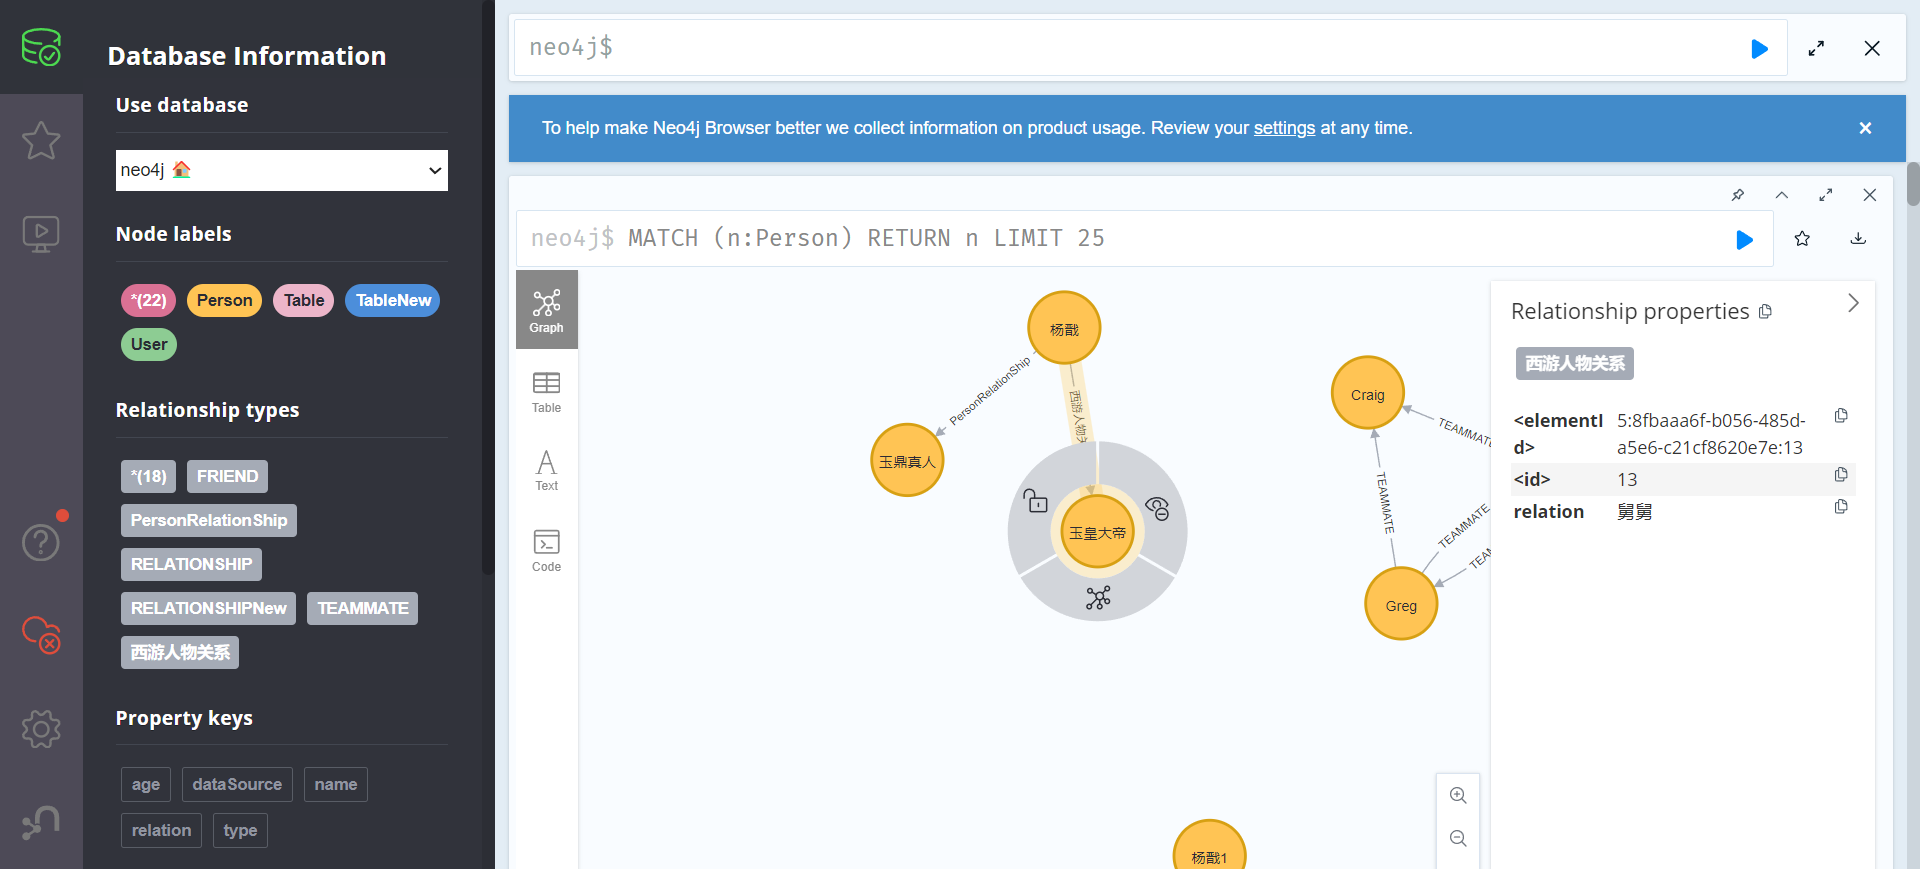 Database Information
Use database
neo4j
Node labels
*(22) Person Table TableNew
User
Relationship types
*(18) FRIEND
PersonRelationShip
RELATIONSHIP
RELATIONSHIPNew TEAMMATE
西游人物关系
Property keys
age dataSource name
relation type
neo4j$
To help make Neo4j Browser better we collect information on product usage. Review your settings at any time.
neo4j$ MATCH (n:Person) RETURN n LIMIT 25
Graph
Table
Text
Code
杨戬
PersonRelationShip
西游人物关
玉鼎真人
玉皇大帝
Craig
TEAMMATE
TEAMMATE
TEAMMATE
TEAM
Greg
杨戬1
Relationship properties
西游人物关系
<elementI
d>
5:8fbaaa6f-b056-485d-
a5e6-c21cf8620e7e:13
<id> 13
relation 舅舅